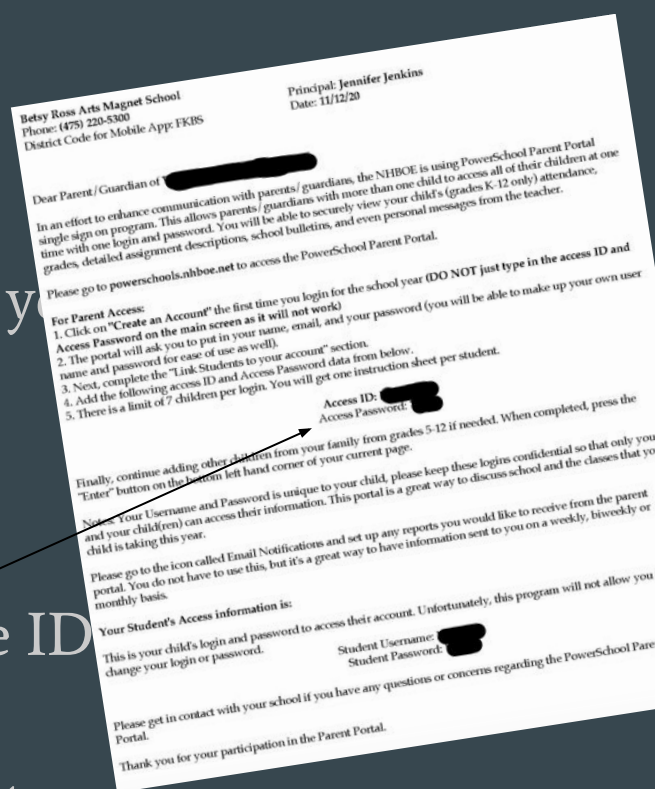 Betsy Ross Arts Magnet School
Phone: (475) 220-5300
District Code for Mobile App: FKBS
Principal: Jennifer Jenkins
Date: 11/12/20
Dear Parent/Guardian of
In an effort to enhance communication with parents/guardians, the NHBOE is using PowerSchool Parent Portal
single sign on program. This allows parents/guardians with more than one child to access all of their children at one
time with one login and password. You will be able to securely view your child's (grades K-12 only) attendance,
grades, detailed assignment descriptions, school bulletins, and even personal messages from the teacher.
Please go to powerschools.nhboe.net to access the PowerSchool Parent Portal.
For Parent Access:
1. Click on "Create an Account" the first time you login for the school year (DO NOT just type in the access ID and
Access Password on the main screen as it will not work)
2. The portal will ask you to put in your name, email, and your password (you will be able to make up your own user
name and password for ease of use as well).
3. Next, complete the "Link Students to your account" section.
4. Add the following access ID and Access Password data from below.
5. There is a limit of 7 children per login. You will get one instruction sheet per student.
Access ID:
Access Password:
Finally, continue adding other children from your family from grades 5-12 if needed. When completed, press the
"Enter" button on the bottom left hand corner of your current page.
Notes: Your Username and Password is unique to your child, please keep these logins confidential so that only you
and your child(ren) can access their information. This portal is a great way to discuss school and the classes that
child is taking this year.
Please go to the icon called Email Notifications and set up any reports you would like to receive from the parent
portal. You do not have to use this, but it's a great way to have information sent to you on a weekly, biweekly or
monthly basis.
Your Student's Access information is:
This is your child's login and password to access their account. Unfortunately, this program will not allow you
change your login or password.
Student Username:
Student Password:
Please get in contact with your school if you have any questions or concerns regarding the PowerSchool
Portal.
Thank you for your participation in the Parent Portal.
ID